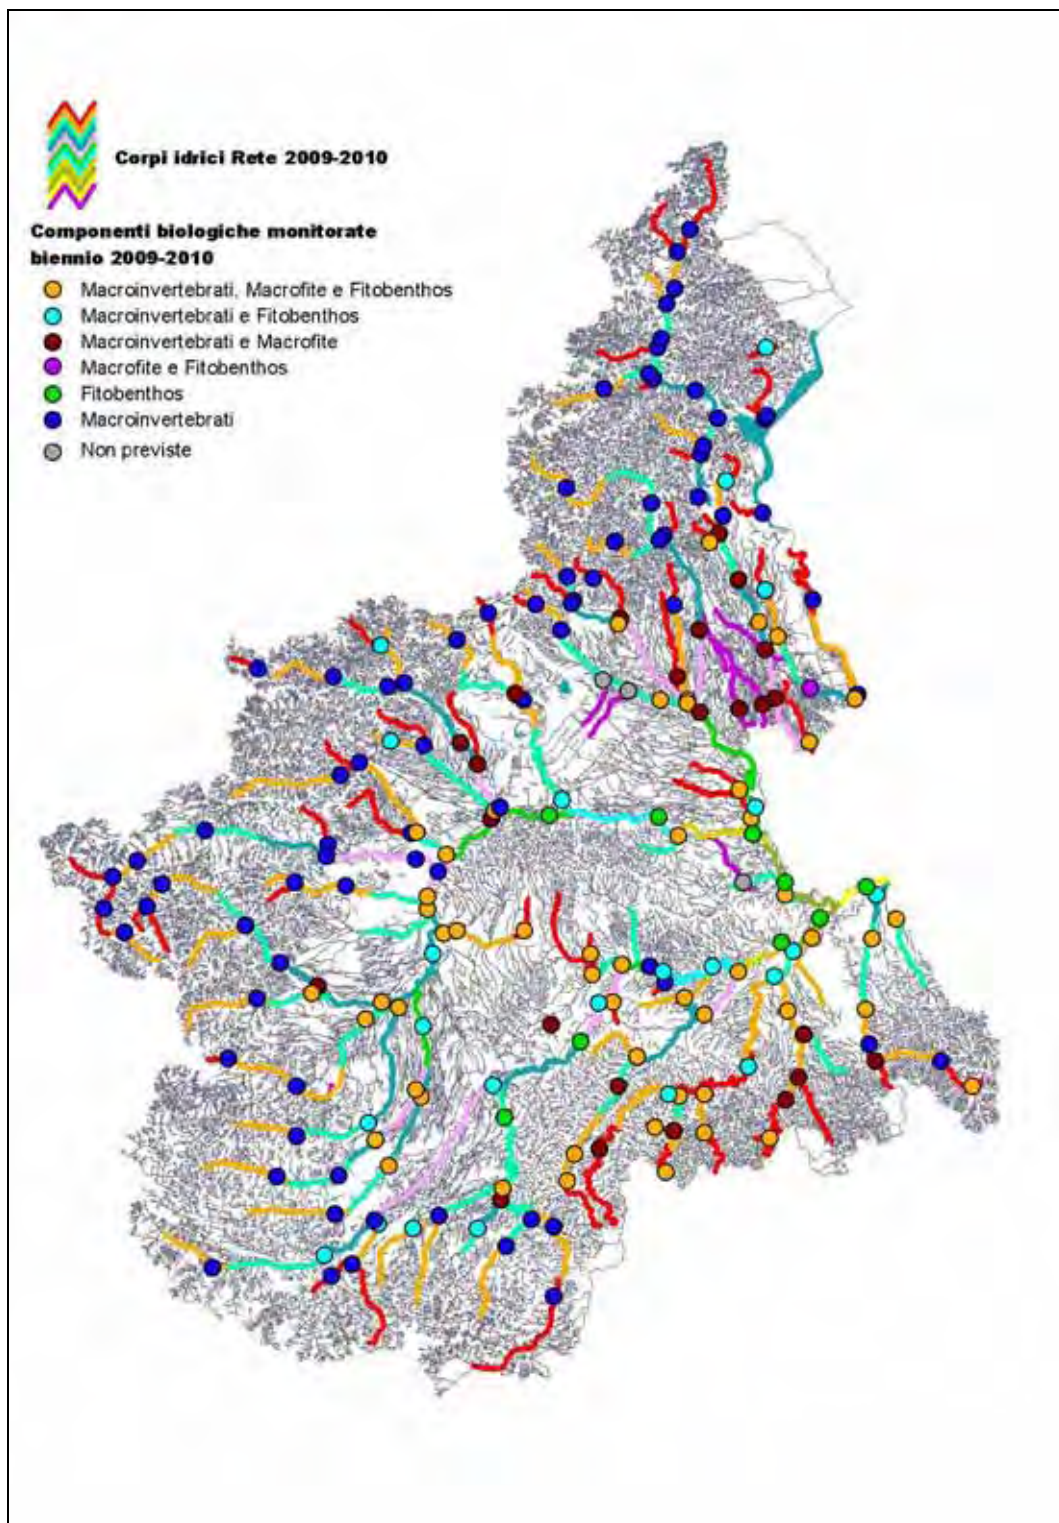 Corpi idrici Rete 2009-2010
Componenti biologiche monitorate
biennio 2009-2010
Macroinvertebrati, Macrofite e Fitobenthos
Macroinvertebrati e Fitobenthos
Macroinvertebrati e Macrofite
Macrofite e Fitobenthos
Fitobenthos
Macroinvertebrati
Non previste